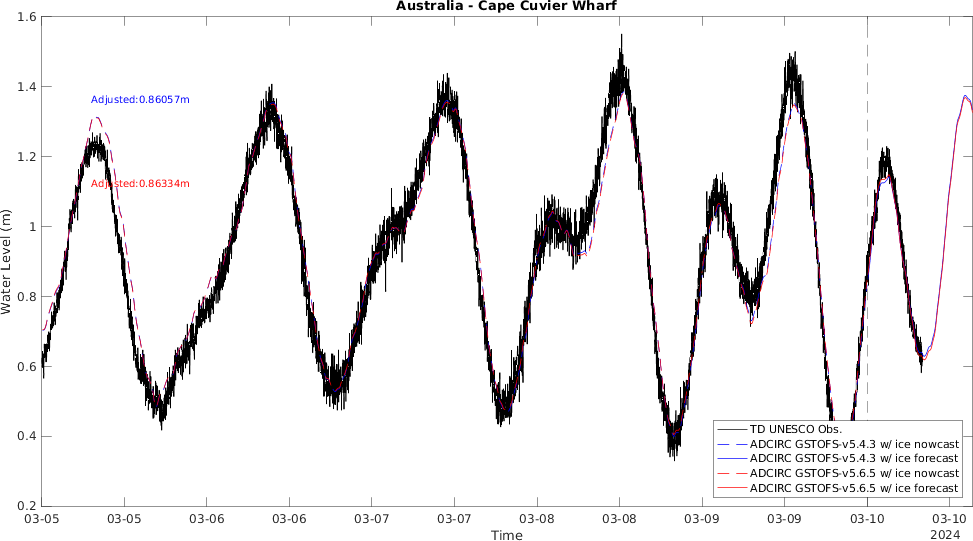 Australia - Cape Cuvier Wharf
1.6
1.4
1.2
1
0.8
0.6
0.4
0.2
Water Level (m)
Adjusted:0.86057m
Adjusted:0.86334m
TD UNESCO Obs.
ADCIRC GSTOFS-v5.4.3 w/ ice nowcast
ADCIRC GSTOFS-v5.4.3 w/ ice forecast
ADCIRC GSTOFS-v5.6.5 w/ ice nowcast
ADCIRC GSTOFS-v5.6.5 w/ ice forecast
03-05 03-05 03-06 03-06 03-07 03-07 03-08 03-08 03-09 03-09 03-10 03-10
2024
Time